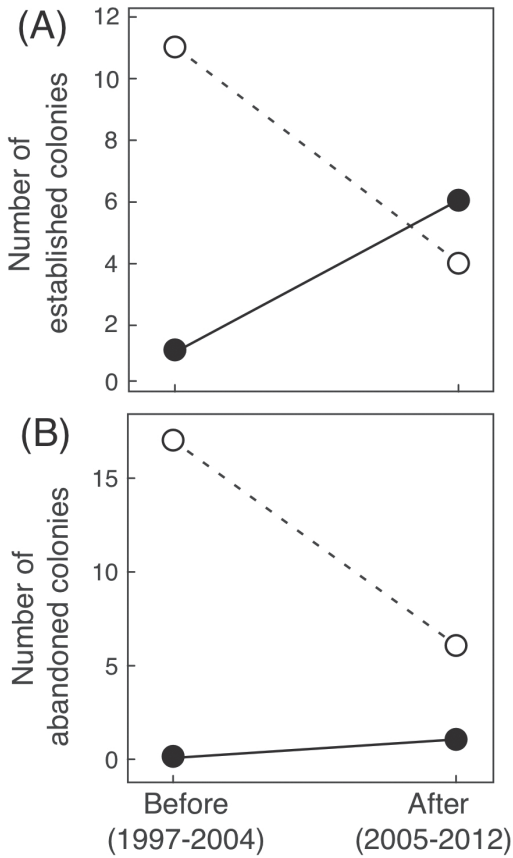 (A)
Number of
established colonies
12
10
8
6
4
2
0
(B)
Number of
abandoned colonies
15
10
5
0
Before
(1997-2004)
After
(2005-2012)